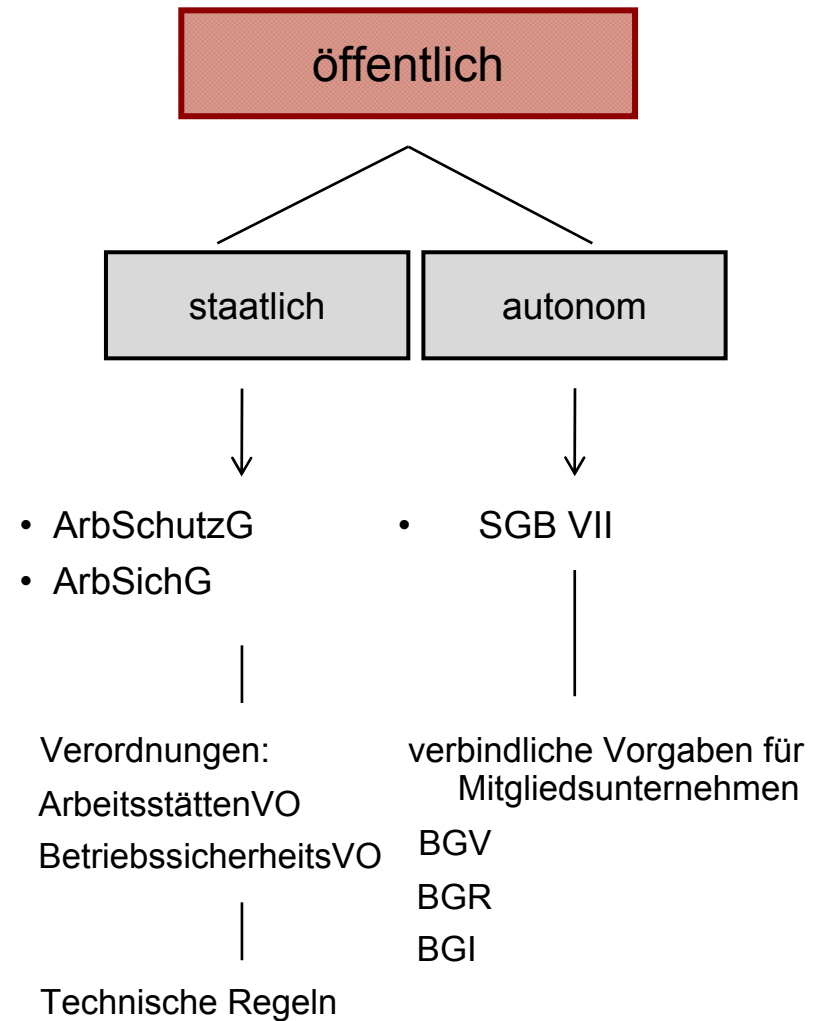 öffentlich
staatlich
autonom
• ArbSchutzG
• ArbSichG
Verordnungen:
ArbeitsstättenVO
BetriebssicherheitsVO
Technische Regeln
• SGB VII
verbindliche Vorgaben für
Mitgliedsunternehmen
BGV
BGR
BGI